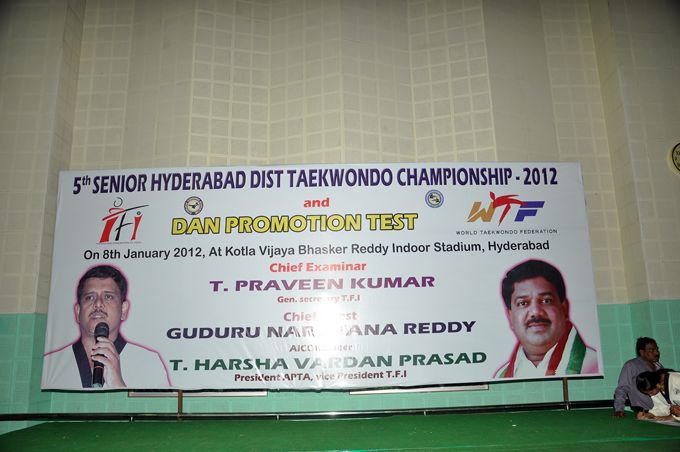 5th SENIOR HYDERABAD DIST TAEKWONDO CHAMPIONSHIP - 2012
and
TFI
DAN PROMOTION TEST
WTF
WORLD TAEKWONDO FEDERATION
On 8th January 2012, At Kotla Vijaya Bhasker Reddy Indoor Stadium, Hyderabad
Chief Examinar
T. PRAVEEN KUMAR
Gen. secretary T.F.I
GUDURU REDDY
T. HARSHA VARDAN PRASAD
President APTA, vice President T.F.I